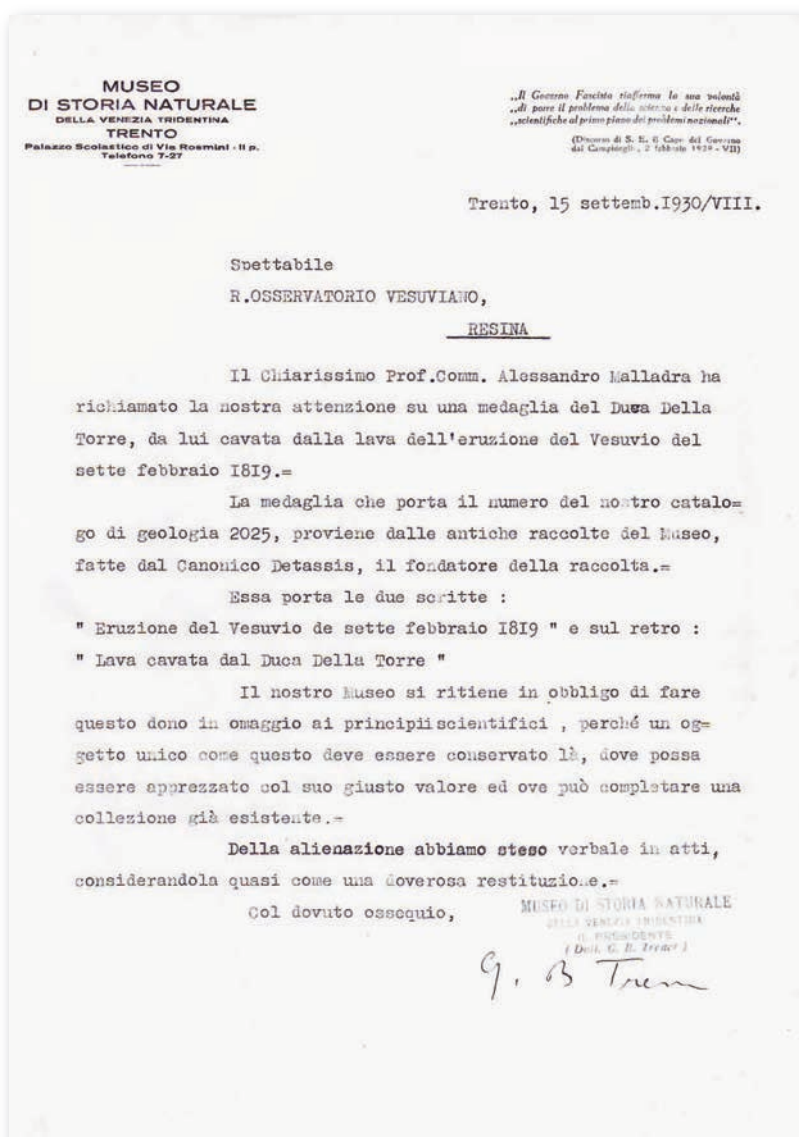 MUSEO
DI STORIA NATURALE
DELLA VENEZIA TRIDENTINA
TRENTO
Palazzo Scolastico di Via Rosmini - II p.
Telefono 7-27
„Il Governo Fascista riafferma la sua volontà
„di porre il problema della scienza e delle ricerche
„scientifiche al primo piano dei problemi nazionali“.
(Discorso di S. E. il Capo del Governo
dal Campidoglio, 2 febbraio 1929 - VII)
Trento, 15 settemb.I930/VIII.
Spettabile
R.OSSERVATORIO VESUVIANO,
RESINA
Il Chiarissimo Prof.Comm. Alessandro Malladra ha
richiamato la nostra attenzione su una medaglia del Duca Della
Torre, da lui cavata dalla lava dell'eruzione del Vesuvio del
sette febbraio I8I9.=
La medaglia che porta il numero del nostro catalo=
go di geologia 2025, proviene dalle antiche raccolte del Museo,
fatte dal Canonico Detassis, il fondatore della raccolta.=
Essa porta le due scritte :
" Eruzione del Vesuvio de sette febbraio I8I9 " e sul retro :
" Lava cavata dal Duca Della Torre "
Il nostro Museo si ritiene in obbligo di fare
questo dono in omaggio ai principii scientifici , perché un og=
getto unico come questo deve essere conservato là, dove possa
essere apprezzato col suo giusto valore ed ove può completare una
collezione già esistente.=
Della alienazione abbiamo steso verbale in atti,
considerandola quasi come una doverosa restituzione.=
Col dovuto ossequio,
MUSEO DI STORIA NATURALE
DELLA VENEZIA TRIDENTINA
IL PRESIDENTE
( Dott. G. B. Trener )
G. B Trener